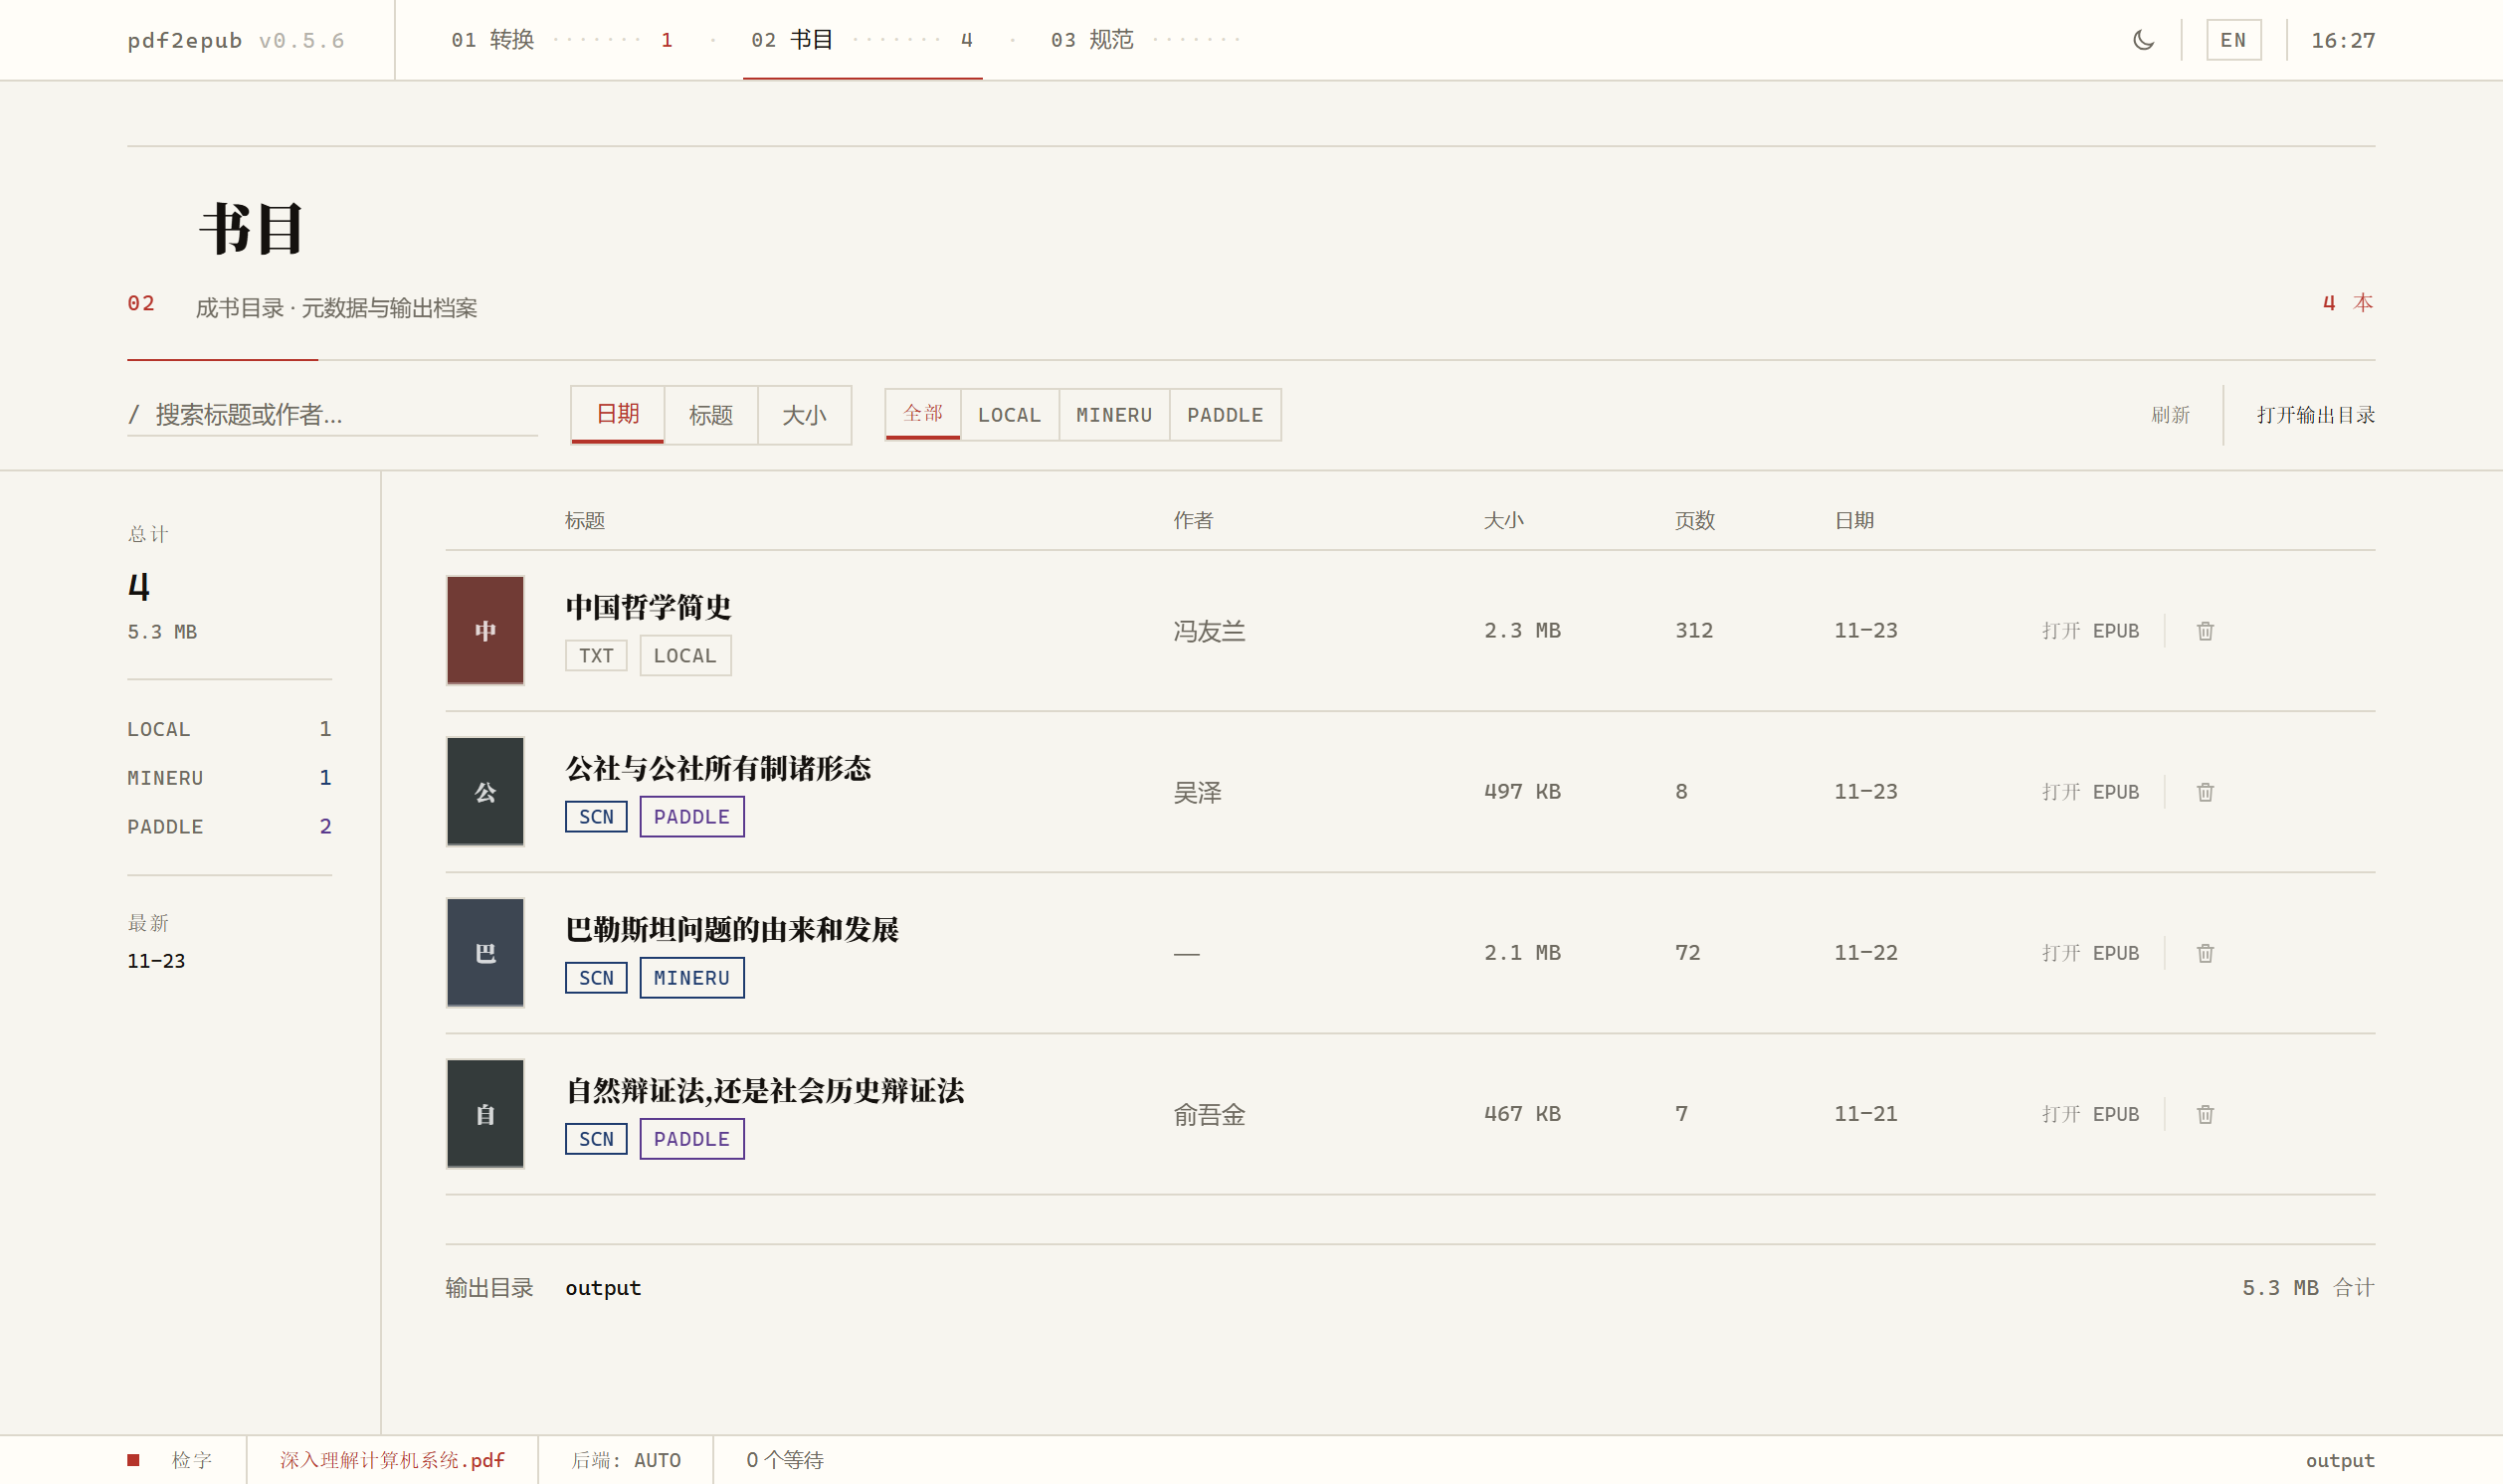 pdf2epub v0.5.6
01 转换 ······· 1 · 02 书目 ······· 4 · 03 规范 ·······
EN
16:27
书目
02 成书目录 · 元数据与输出档案
4 本
/ 搜索标题或作者...
日期 标题 大小
全部 LOCAL MINERU PADDLE
刷新
打开输出目录
总计
4
5.3 MB
LOCAL 1
MINERU 1
PADDLE 2
最新
11-23
标题 作者 大小 页数 日期
中
中国哲学简史
TXT LOCAL
冯友兰 2.3 MB 312 11-23 打开 EPUB
公
公社与公社所有制诸形态
SCN PADDLE
吴泽 497 KB 8 11-23 打开 EPUB
巴
巴勒斯坦问题的由来和发展
SCN MINERU
— 2.1 MB 72 11-22 打开 EPUB
自
自然辩证法,还是社会历史辩证法
SCN PADDLE
俞吾金 467 KB 7 11-21 打开 EPUB
输出目录 output
5.3 MB 合计
检字
深入理解计算机系统.pdf
后端: AUTO
0 个等待
output